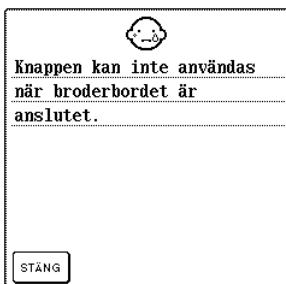 Knappen kan inte användas
när broderbordet är
anslutet.
STÄNG